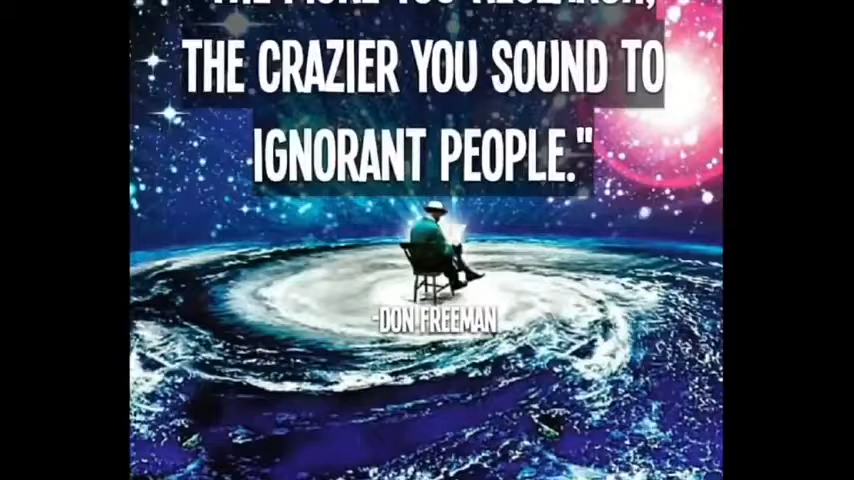 THE CRAZIER YOU SOUND TO
IGNORANT PEOPLE."
-DON FREEMAN